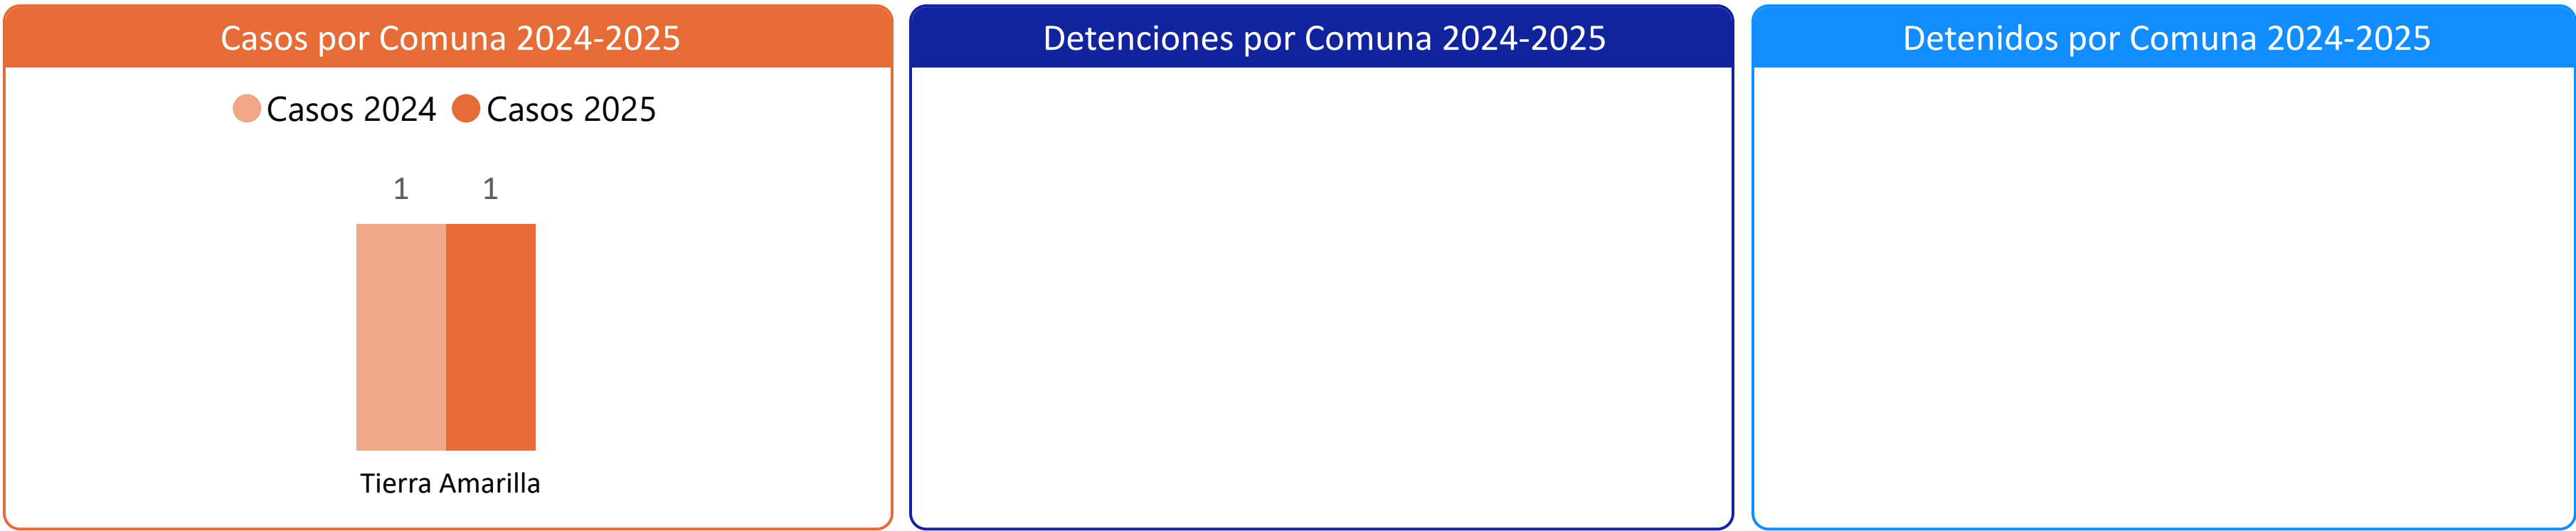 Casos por Comuna 2024-2025
Casos 2024 Casos 2025
1 1
Tierra Amarilla
Detenciones por Comuna 2024-2025
Detenidos por Comuna 2024-2025